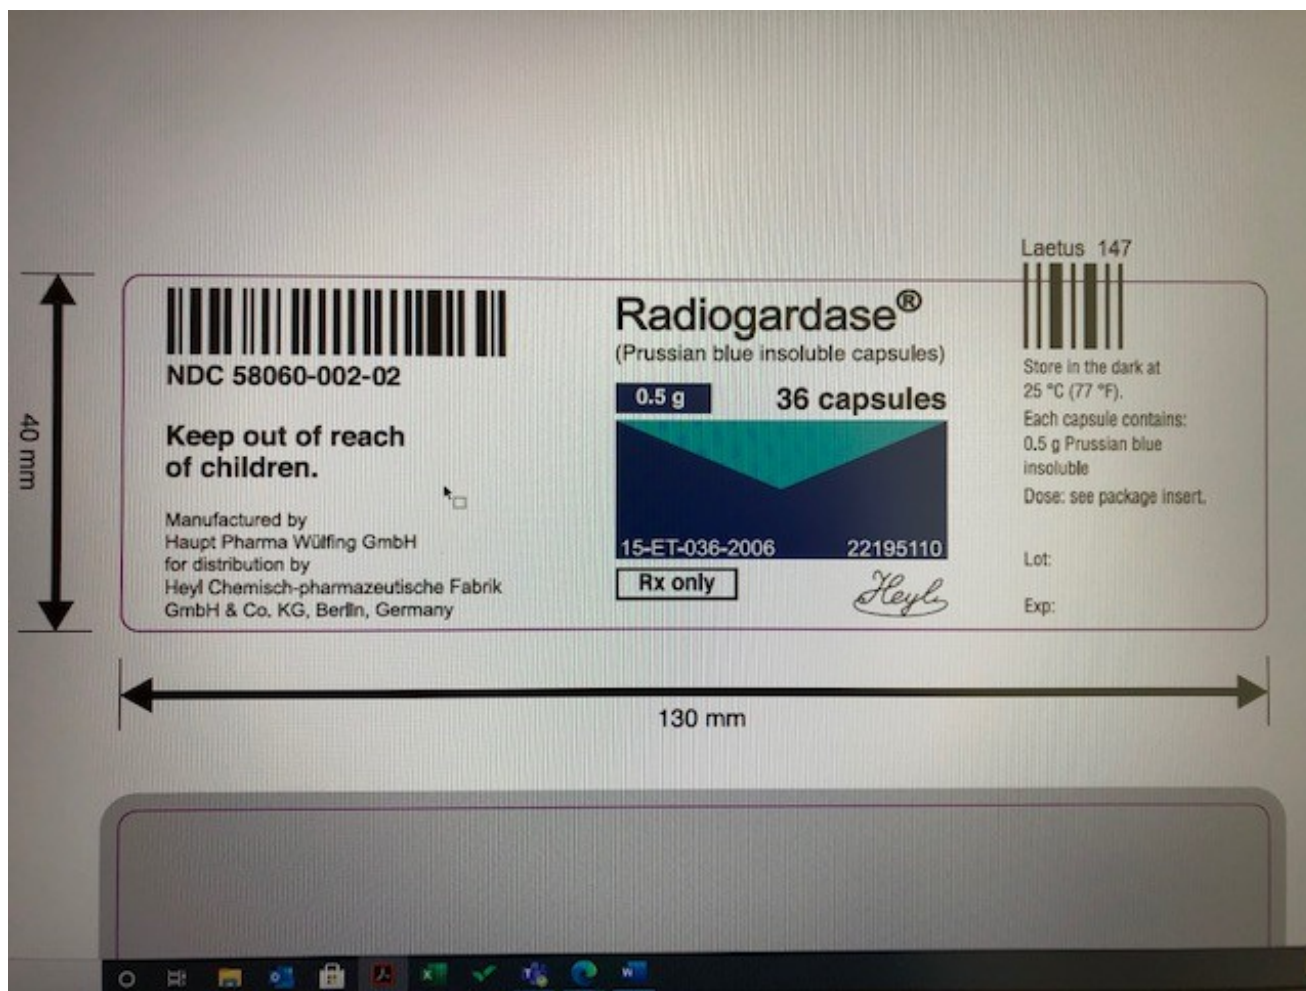 Laetus 147
NDC 58060-002-02
Keep out of reach
of children.
Manufactured by
Haupt Pharma Wülfing GmbH
for distribution by
Heyl Chemisch-pharmazeutische Fabrik
GmbH & Co. KG, Berlin, Germany
Radiogardase®
(Prussian blue insoluble capsules)
0.5 g
36 capsules
15-ET-036-2006
22195110
Rx only
Heyl
Store in the dark at
25 °C (77 °F).
Each capsule contains:
0.5 g Prussian blue
insoluble
Dose: see package insert.
Lot:
Exp:
40 mm
130 mm